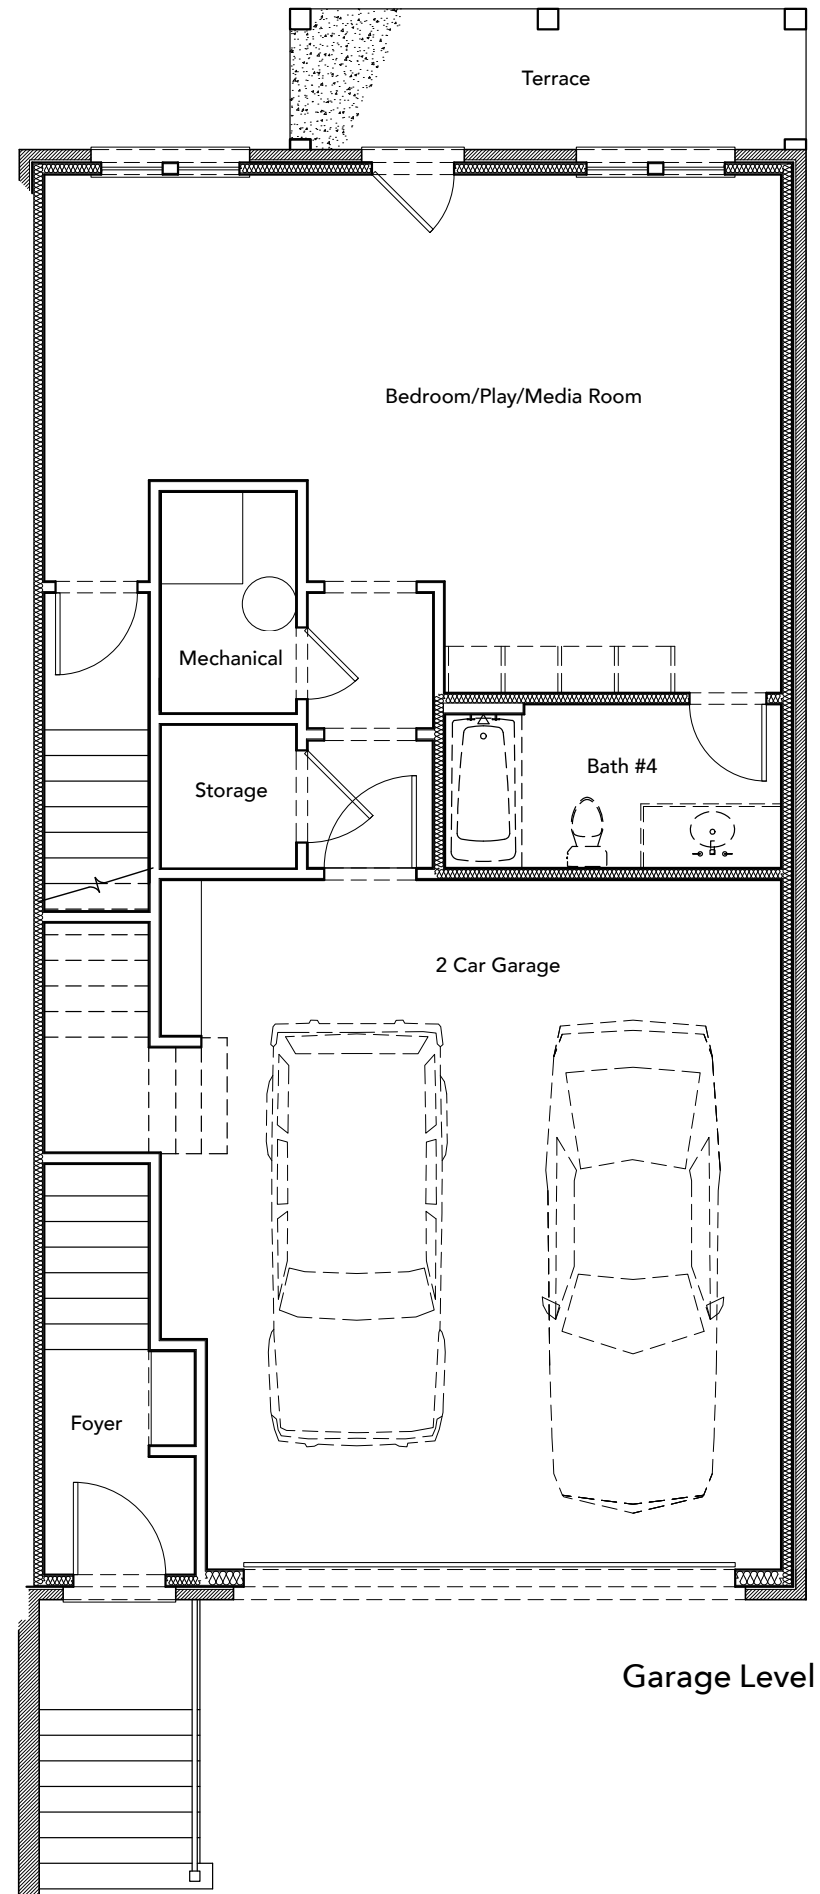 Terrace
Bedroom/Play/Media Room
Mechanical
Bath #4
Storage
2 Car Garage
Foyer
Garage Level